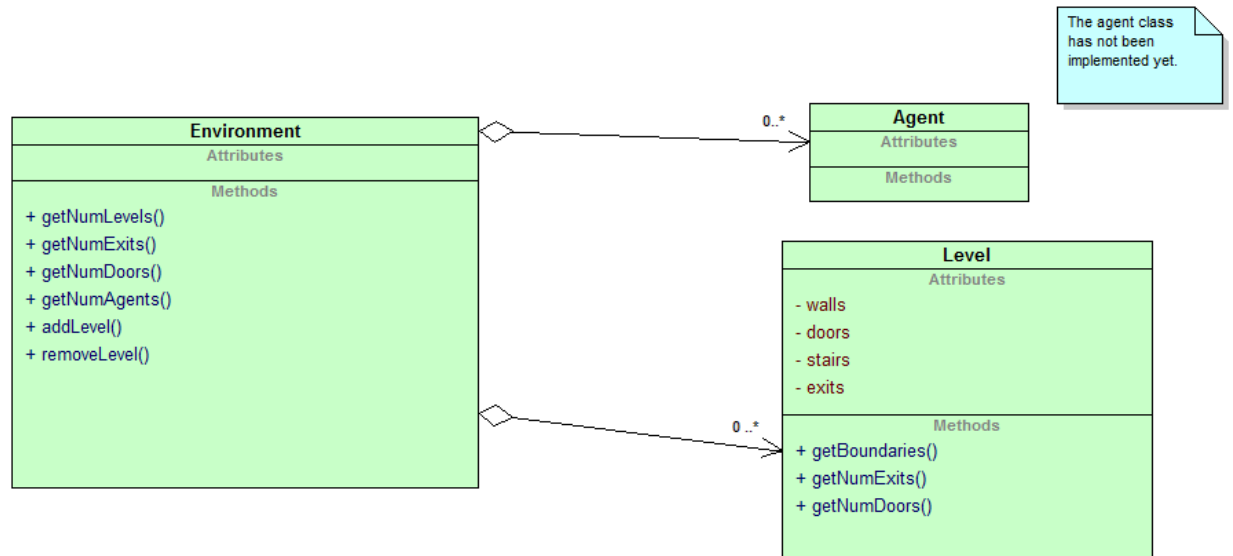 The agent class
has not been
implemented yet.
Environment
Attributes
Methods
+ getNumLevels()
+ getNumExits()
+ getNumDoors()
+ getNumAgents()
+ addLevel()
+ removeLevel()
0..*
Agent
Attributes
Methods
0 ..*
Level
Attributes
- walls
- doors
- stairs
- exits
Methods
+ getBoundaries()
+ getNumExits()
+ getNumDoors()